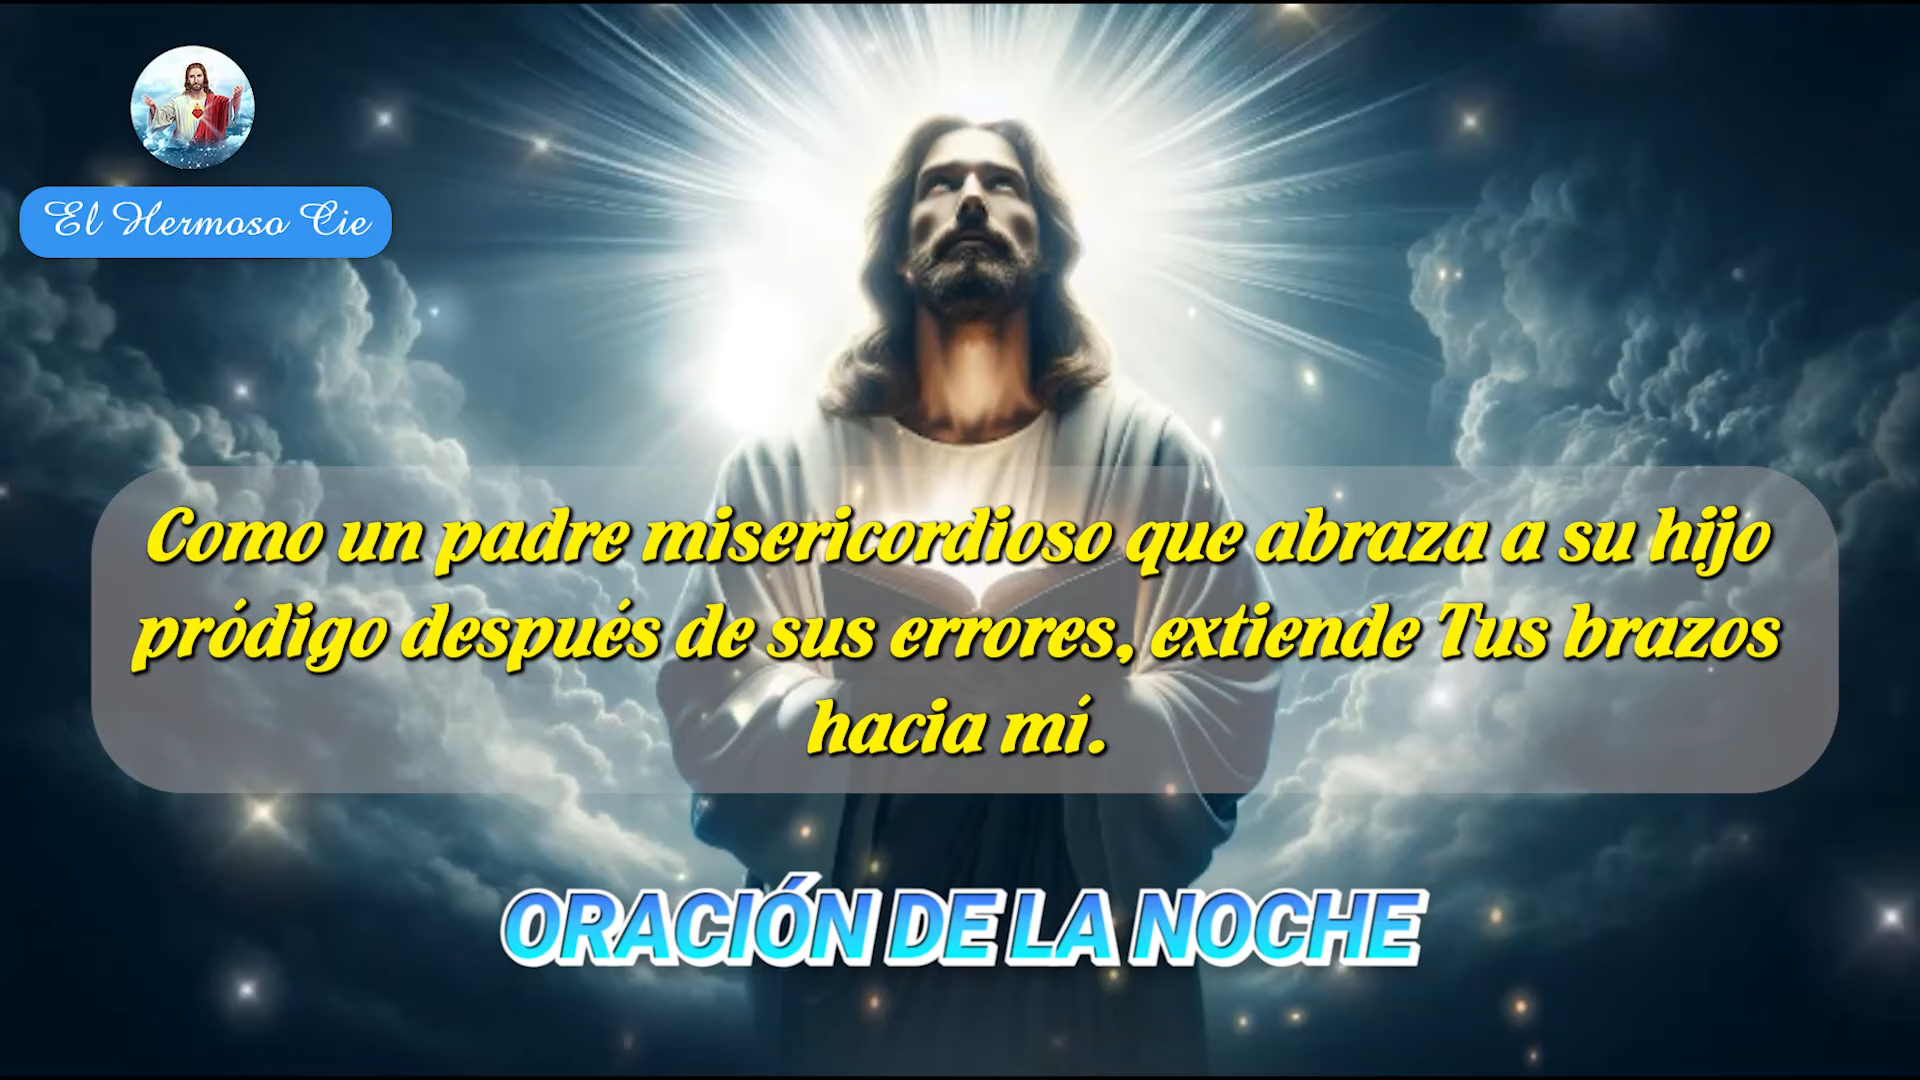 El Hermoso Cie
Como un padre misericordioso que abraza a su hijo
pródigo después de sus errores, extiende Tus brazos
hacia mí.
ORACIÓN DE LA NOCHE